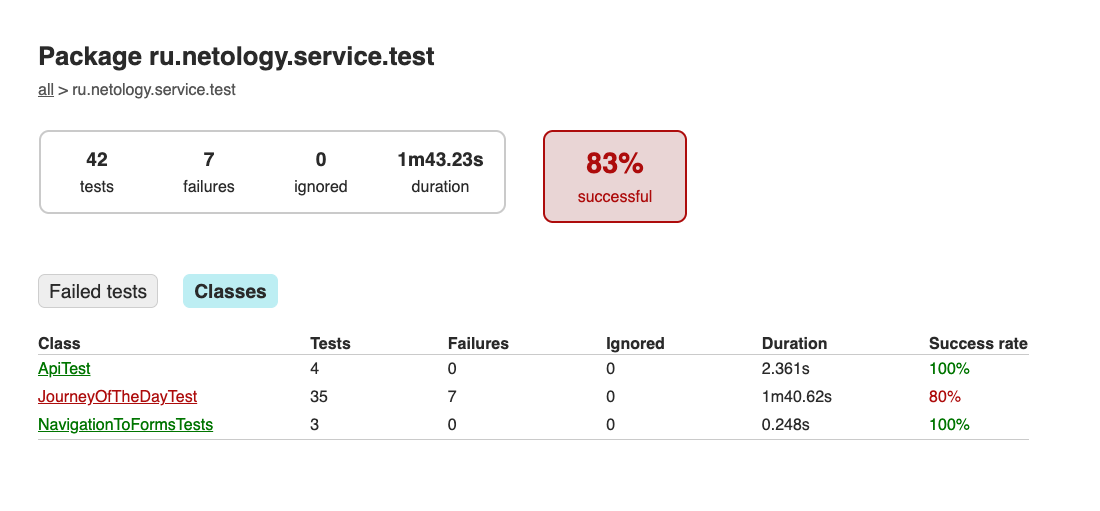 Package ru.netology.service.test
all > ru.netology.service.test
42 7 0 1m43.23s
tests failures ignored duration
83%
successful
Failed tests Classes
Class Tests Failures Ignored Duration Success rate
ApiTest 4 0 0 2.361s 100%
JourneyOfTheDayTest 35 7 0 1m40.62s 80%
NavigationToFormsTests 3 0 0 0.248s 100%